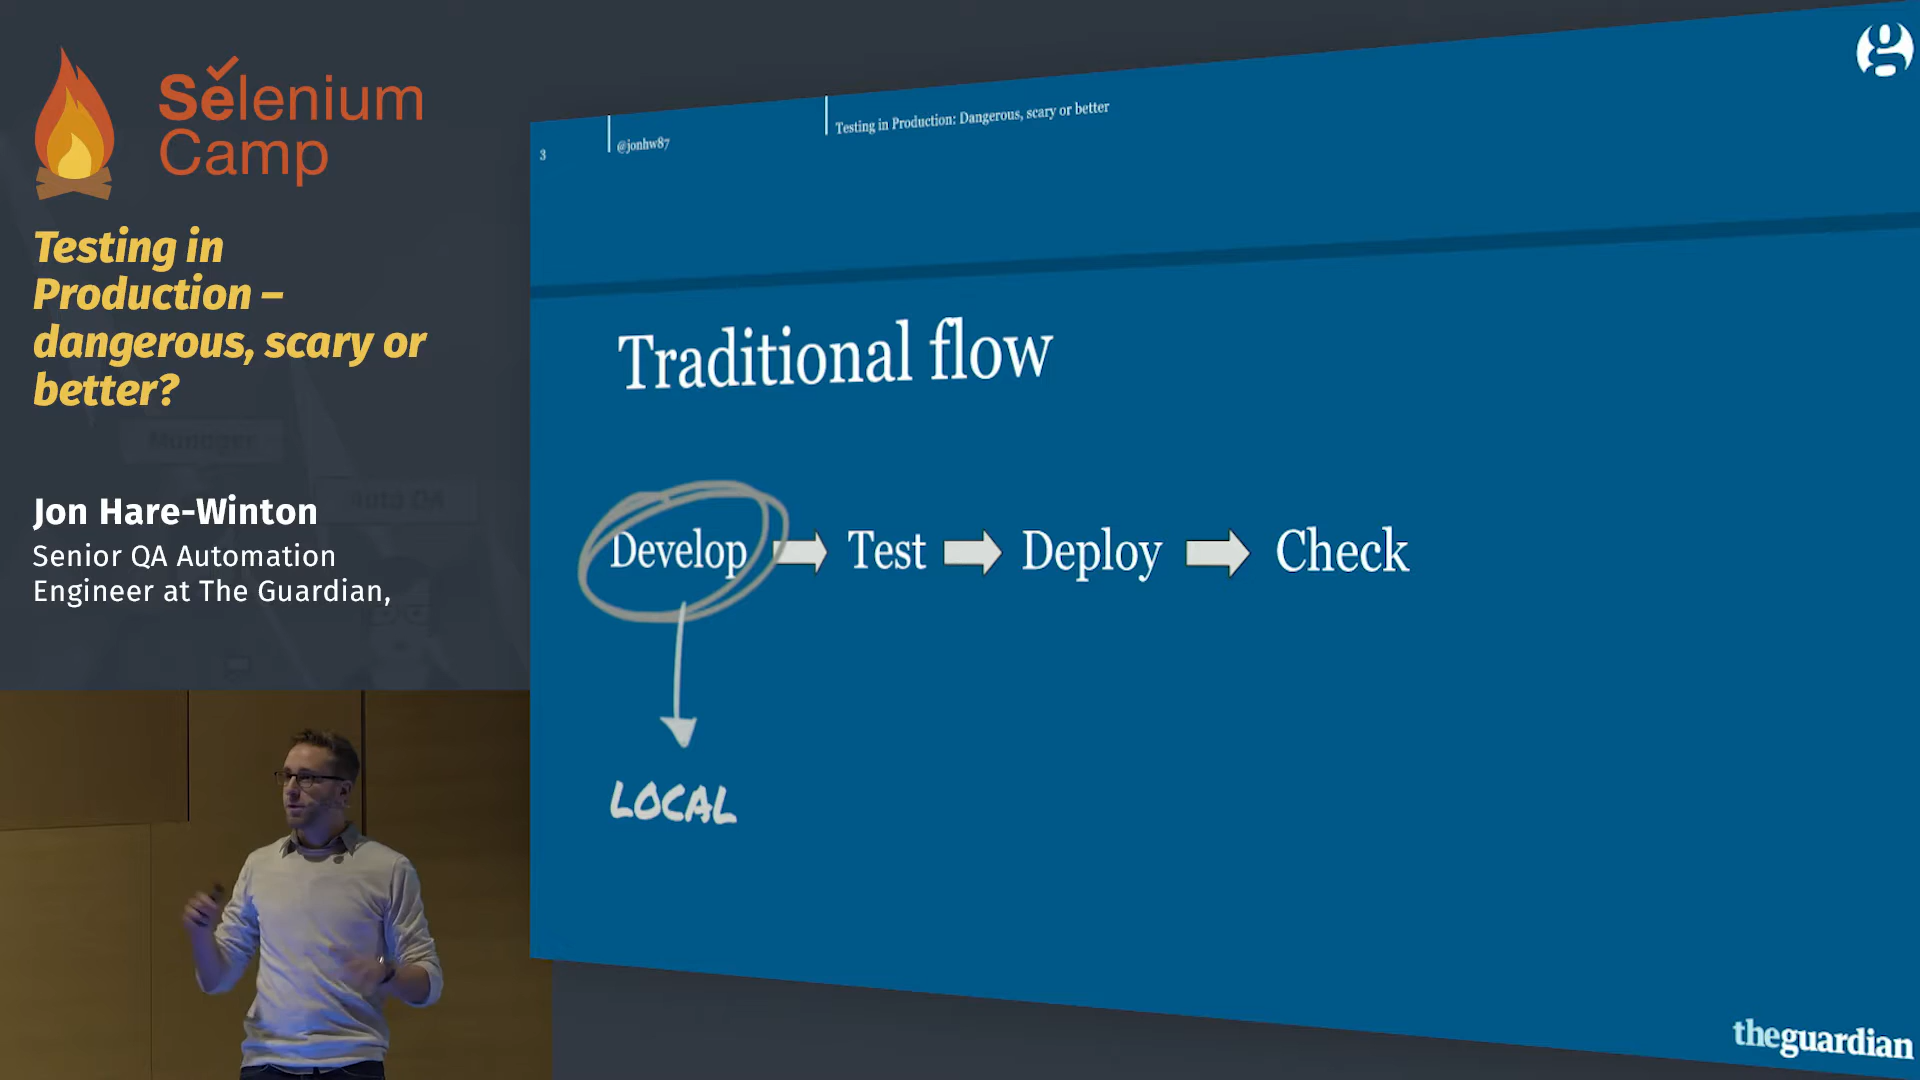 Selenium
Camp
Testing in
Production –
dangerous, scary or
better?
Jon Hare-Winton
Senior QA Automation
Engineer at The Guardian,
3
@jonhw87
Testing in Production: Dangerous, scary or better
Traditional flow
Develop
Test
Deploy
Check
LOCAL
theguardian